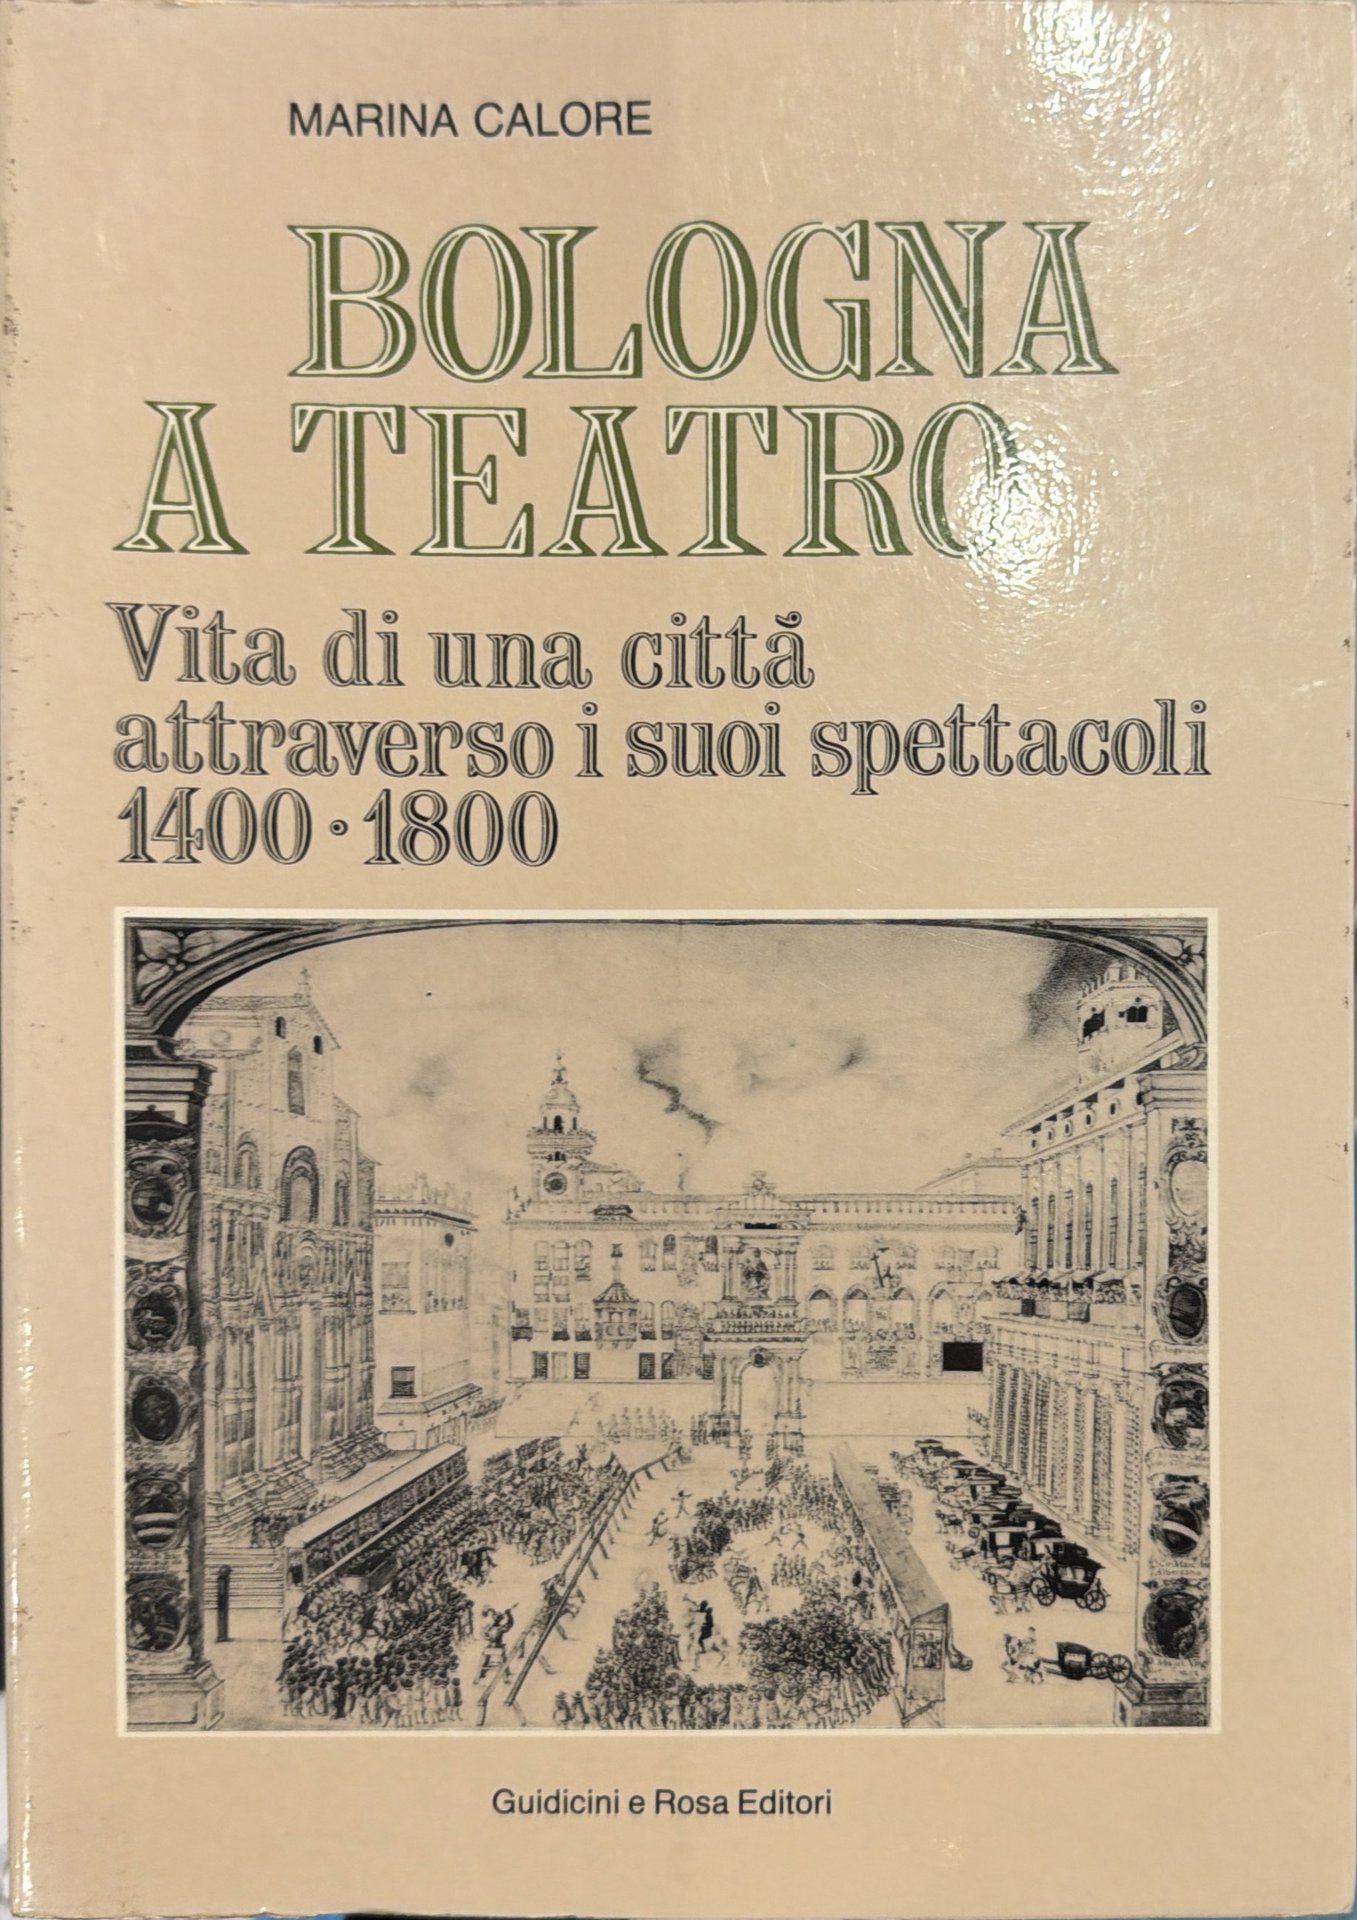 MARINA CALORE
BOLOGNA
A TEATRO
Vita di una città
attraverso i suoi spettacoli
1400 · 1800
Guidicini e Rosa Editori